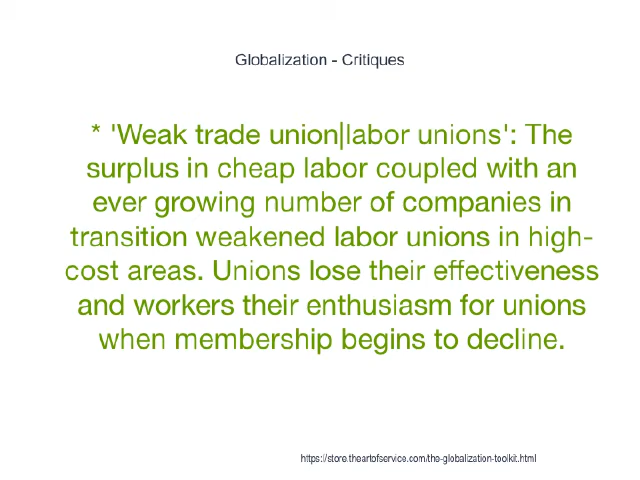 Globalization - Critiques
* 'Weak trade union|labor unions': The
surplus in cheap labor coupled with an
ever growing number of companies in
transition weakened labor unions in high-
cost areas. Unions lose their effectiveness
and workers their enthusiasm for unions
when membership begins to decline.
https://store.theartofservice.com/the-globalization-toolkit.html